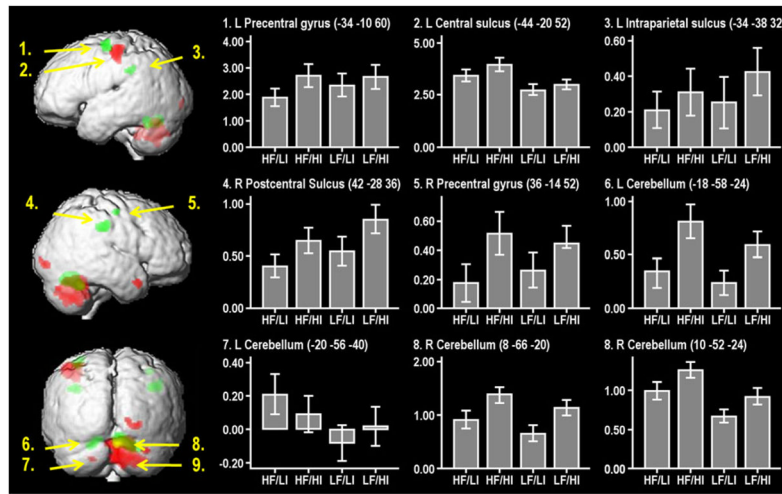 1. L Precentral gyrus (-34 -10 60)
4.00
3.00
2.00
1.00
0.00
HF/LI HF/HI LF/LI LF/HI
2. L Central sulcus (-44 -20 52)
5.00
2.50
0.00
HF/LI HF/HI LF/LI LF/HI
3. L Intraparietal sulcus (-34 -38 32)
0.60
0.40
0.20
0.00
HF/LI HF/HI LF/LI LF/HI
1.
2.
3.
4. R Postcentral Sulcus (42 -28 36)
1.00
0.50
0.00
HF/LI HF/HI LF/LI LF/HI
5. R Precentral gyrus (36 -14 52)
0.60
0.40
0.20
0.00
HF/LI HF/HI LF/LI LF/HI
6. L Cerebellum (-18 -58 -24)
1.00
0.50
0.00
HF/LI HF/HI LF/LI LF/HI
4.
5.
7. L Cerebellum (-20 -56 -40)
0.40
0.20
0.00
-0.20
HF/LI HF/HI LF/LI LF/HI
8. R Cerebellum (8 -66 -20)
2.00
1.00
0.00
HF/LI HF/HI LF/LI LF/HI
8. R Cerebellum (10 -52 -24)
1.00
0.50
0.00
HF/LI HF/HI LF/LI LF/HI
6.
7.
8.
9.